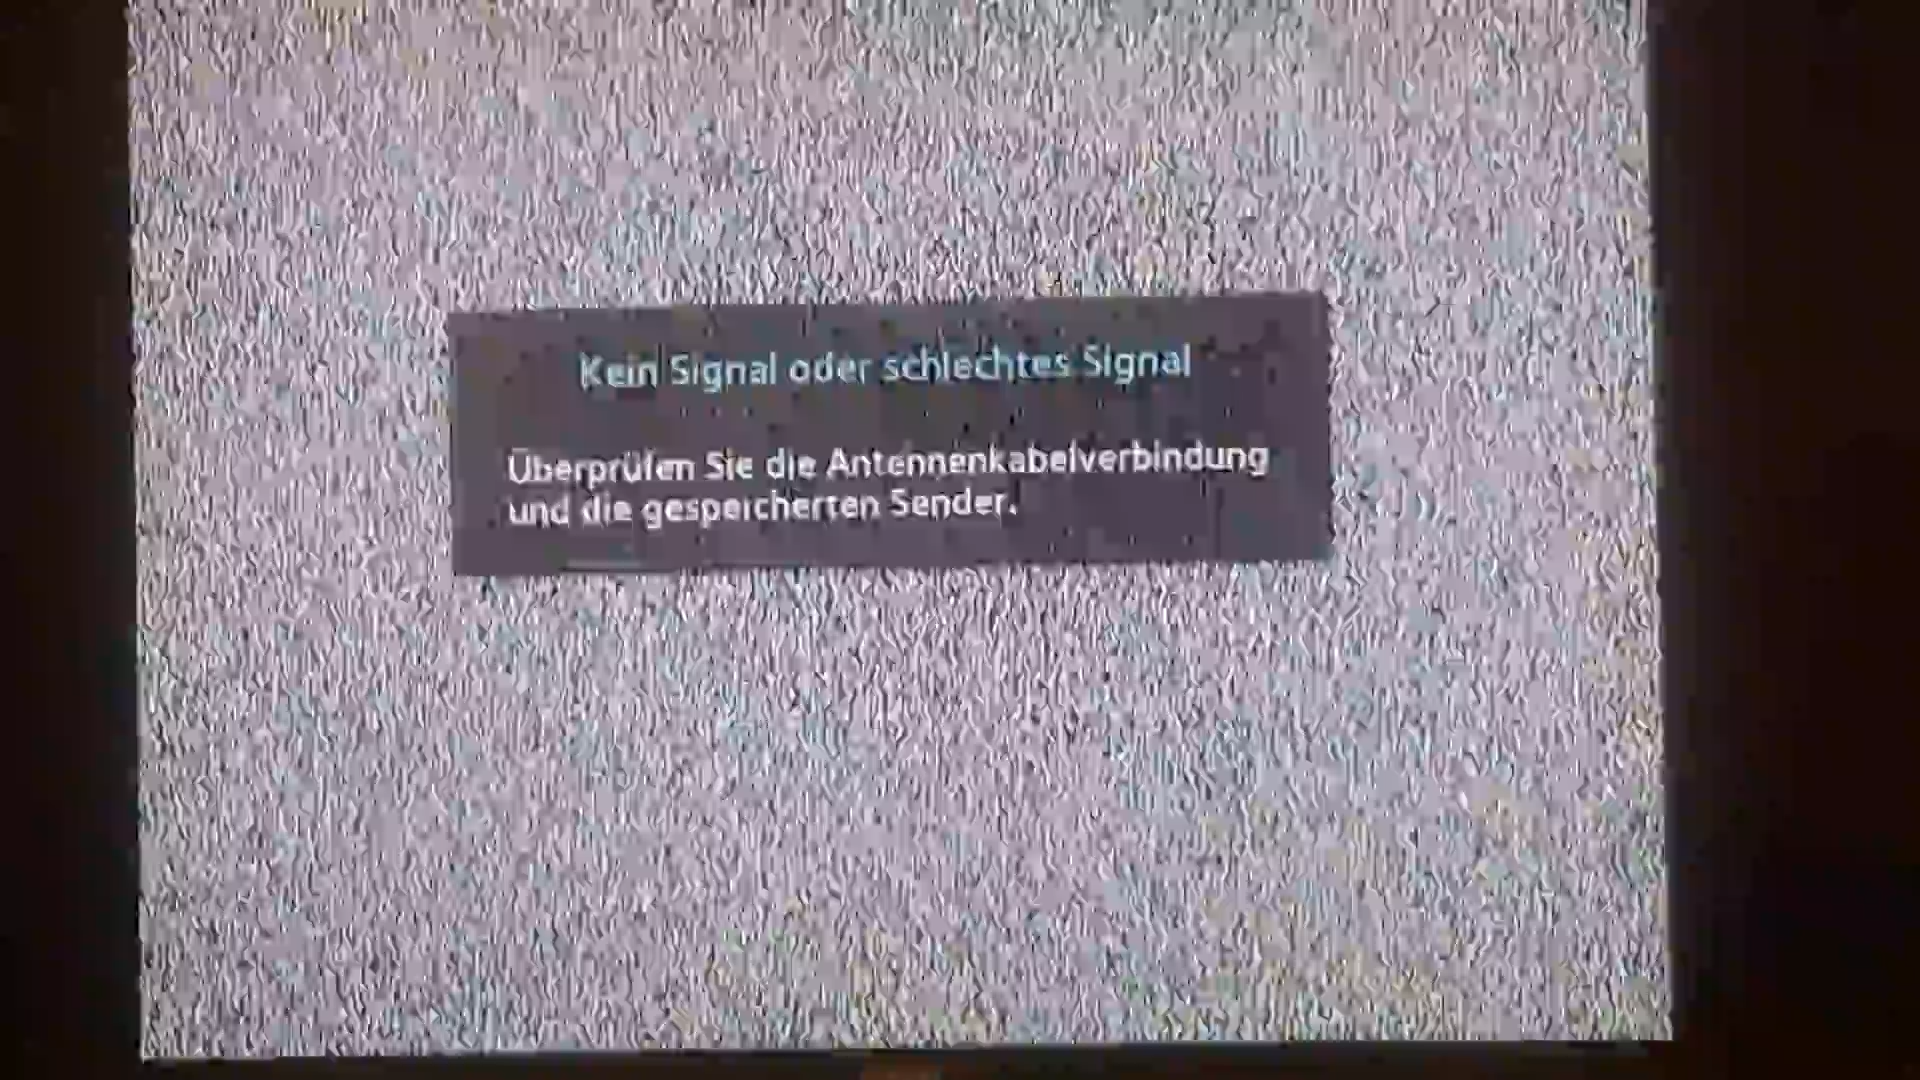 Kein Signal oder schlechtes Signal
Überprüfen Sie die Antennenkabelverbindung
und die gespeicherten Sender.